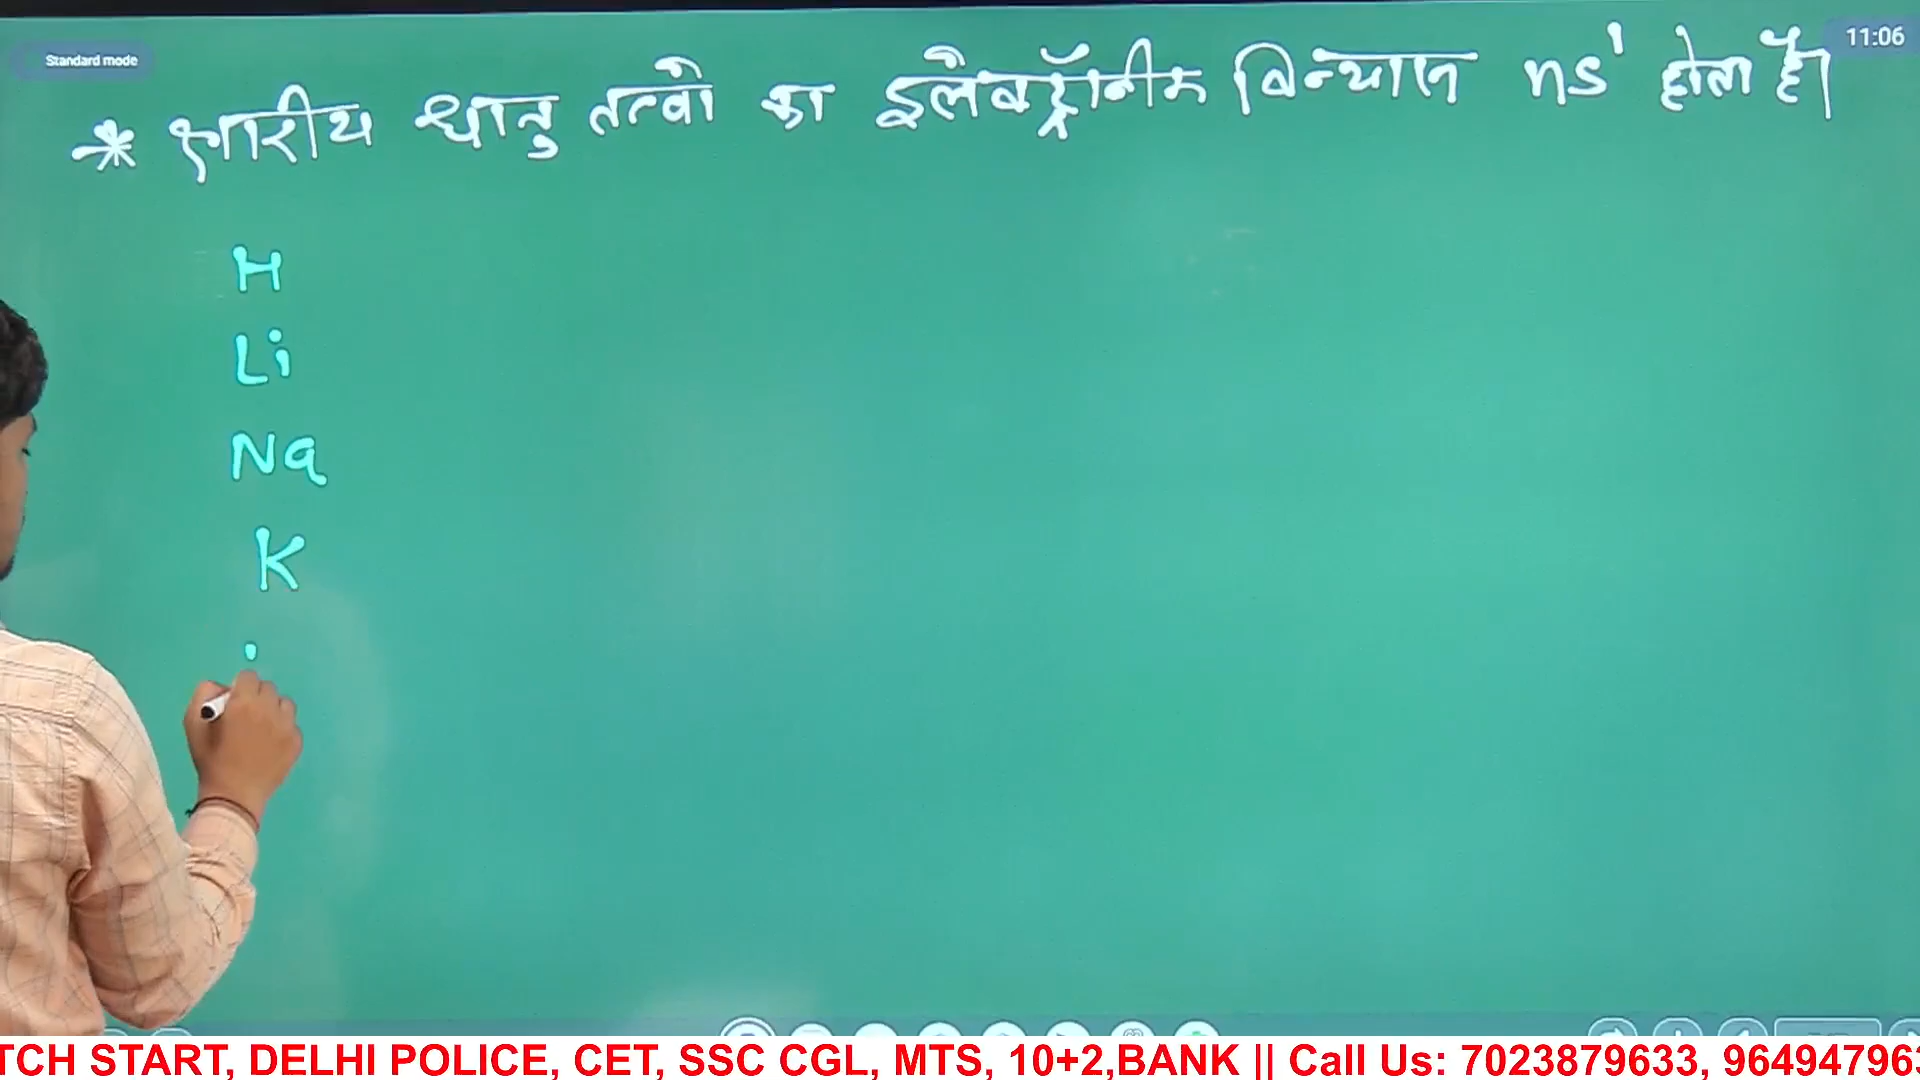 Standard mode
11:06
* क्षारीय धातु तत्वों का इलैक्ट्रॉनीक विन्यास ns¹ होता है।
H
Li
Na
K
TCH START, DELHI POLICE, CET, SSC CGL, MTS, 10+2,BANK || Call Us: 7023879633, 964947963